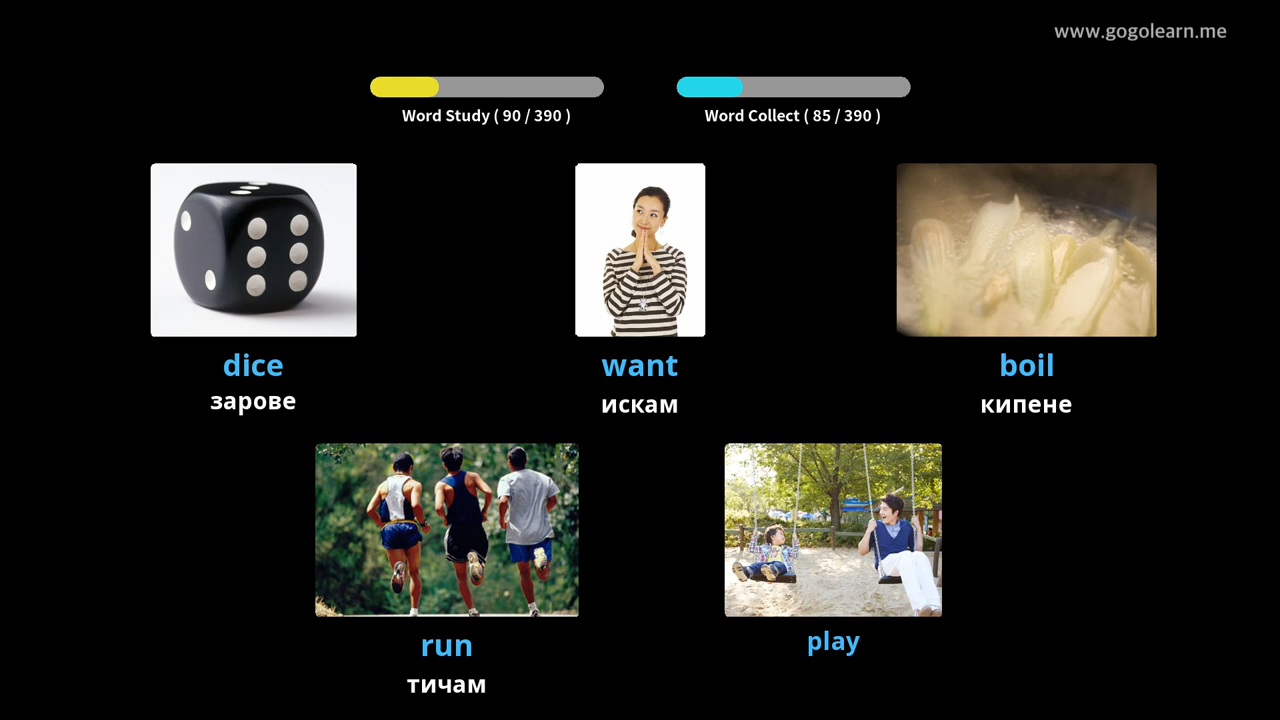 www.gogolearn.me
Word Study ( 90 / 390 )
Word Collect ( 85 / 390 )
dice
зарове
want
искам
boil
кипене
run
тичам
play